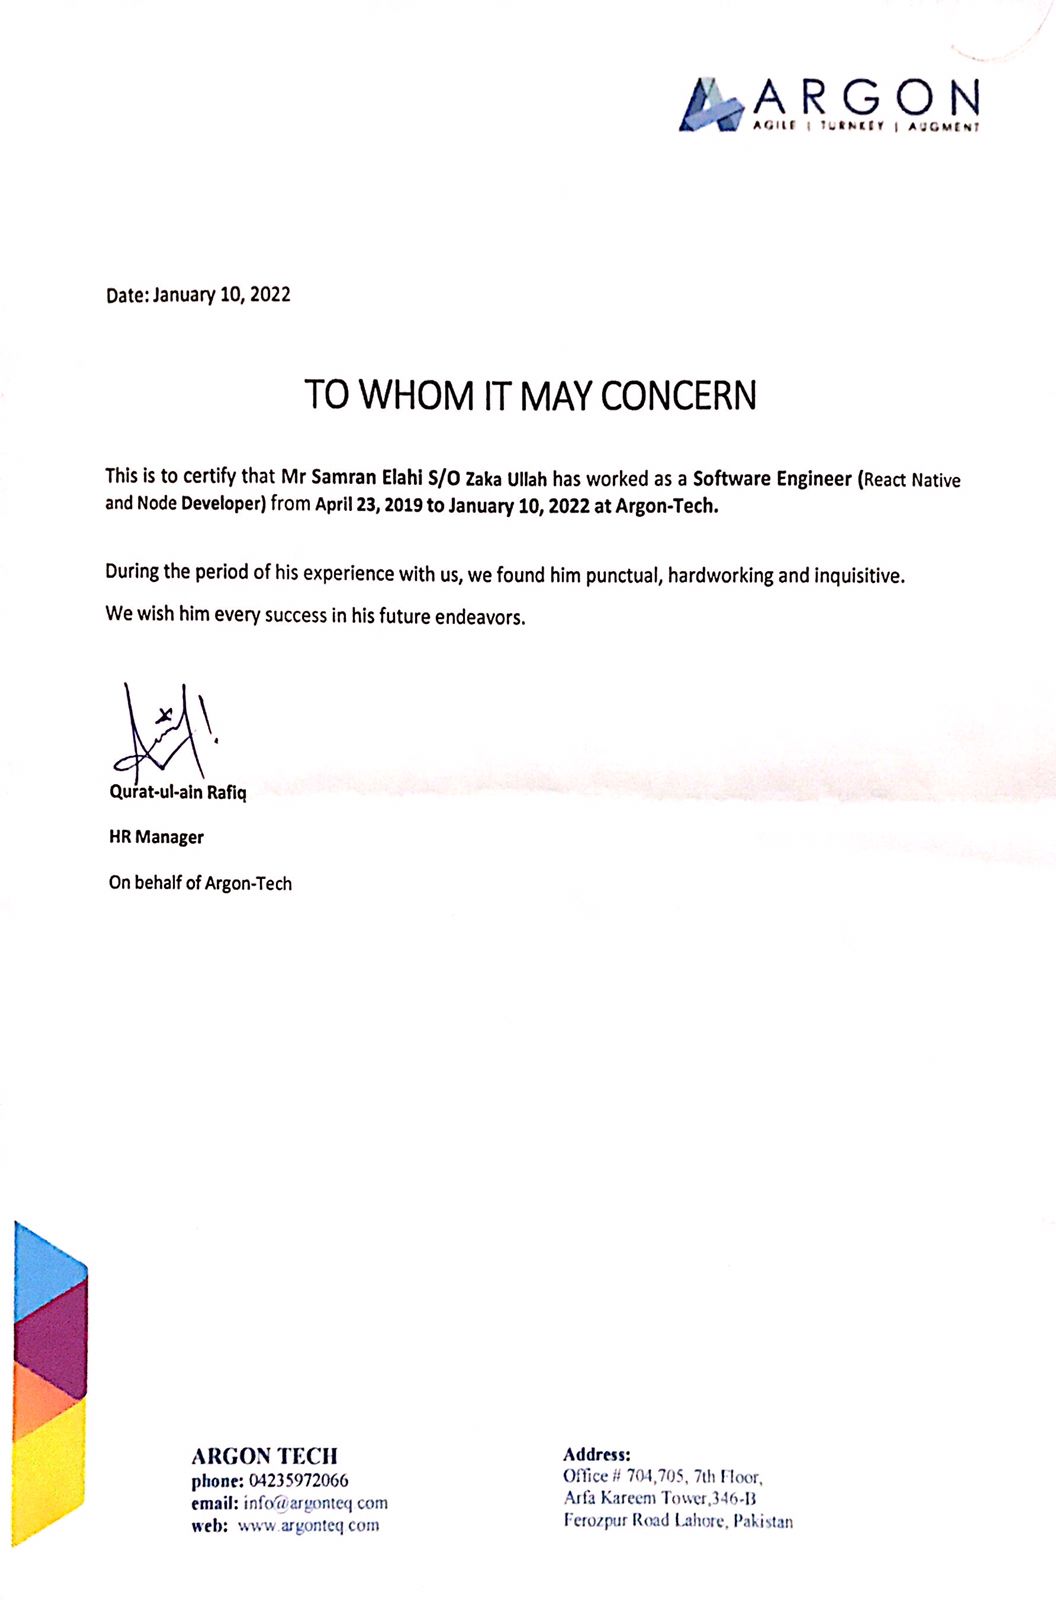 ARGON
AGILE | TURNKEY | AUGMENT
Date: January 10, 2022
TO WHOM IT MAY CONCERN
This is to certify that Mr Samran Elahi S/O Zaka Ullah has worked as a Software Engineer (React Native
and Node Developer) from April 23, 2019 to January 10, 2022 at Argon-Tech.
During the period of his experience with us, we found him punctual, hardworking and inquisitive.
We wish him every success in his future endeavors.
Qurat-ul-ain Rafiq
HR Manager
On behalf of Argon-Tech
ARGON TECH
phone: 04235972066
email: info@argonteq.com
web: www.argonteq.com
Address:
Office # 704,705, 7th Floor,
Arfa Kareem Tower,346-B
Ferozpur Road Lahore, Pakistan